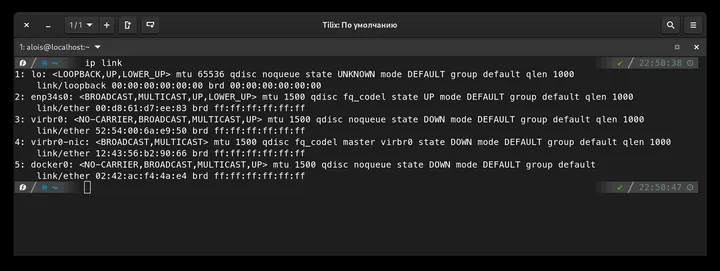 1/1
Tilix: По умолчанию
1: alois@localhost:~
/ ~ ip link 22:50:38
1: lo: <LOOPBACK,UP,LOWER_UP> mtu 65536 qdisc noqueue state UNKNOWN mode DEFAULT group default qlen 1000
link/loopback 00:00:00:00:00:00 brd 00:00:00:00:00:00
2: enp34s0: <BROADCAST,MULTICAST,UP,LOWER_UP> mtu 1500 qdisc fq_codel state UP mode DEFAULT group default qlen 1000
link/ether 00:d8:61:d7:ee:83 brd ff:ff:ff:ff:ff:ff
3: virbr0: <NO-CARRIER,BROADCAST,MULTICAST,UP> mtu 1500 qdisc noqueue state DOWN mode DEFAULT group default qlen 1000
link/ether 52:54:00:6a:e9:50 brd ff:ff:ff:ff:ff:ff
4: virbr0-nic: <BROADCAST,MULTICAST> mtu 1500 qdisc fq_codel master virbr0 state DOWN mode DEFAULT group default qlen 1000
link/ether 12:43:56:b2:90:66 brd ff:ff:ff:ff:ff:ff
5: docker0: <NO-CARRIER,BROADCAST,MULTICAST,UP> mtu 1500 qdisc noqueue state DOWN mode DEFAULT group default
link/ether 02:42:ac:f4:4a:e4 brd ff:ff:ff:ff:ff:ff
/ ~ 22:50:47